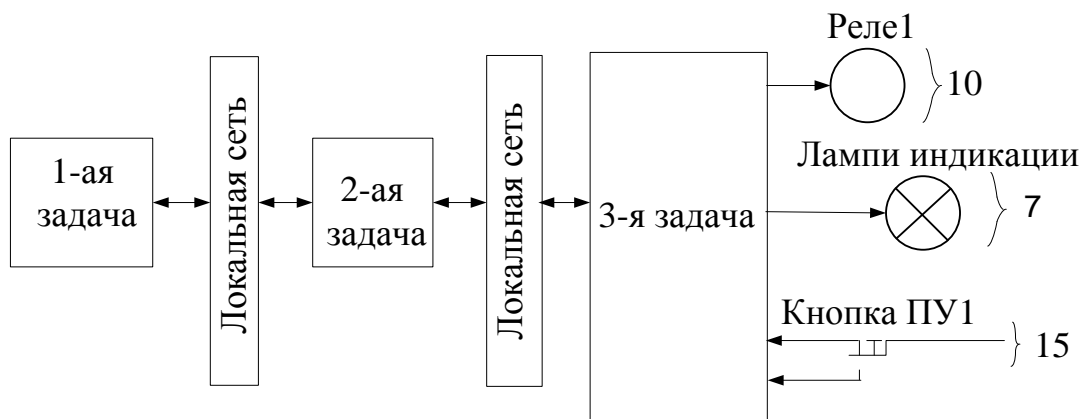 Реле1
10
Лампи индикации
7
1-ая
задача
Локальная сеть
2-ая
задача
Локальная сеть
3-я задача
Кнопка ПУ1
15